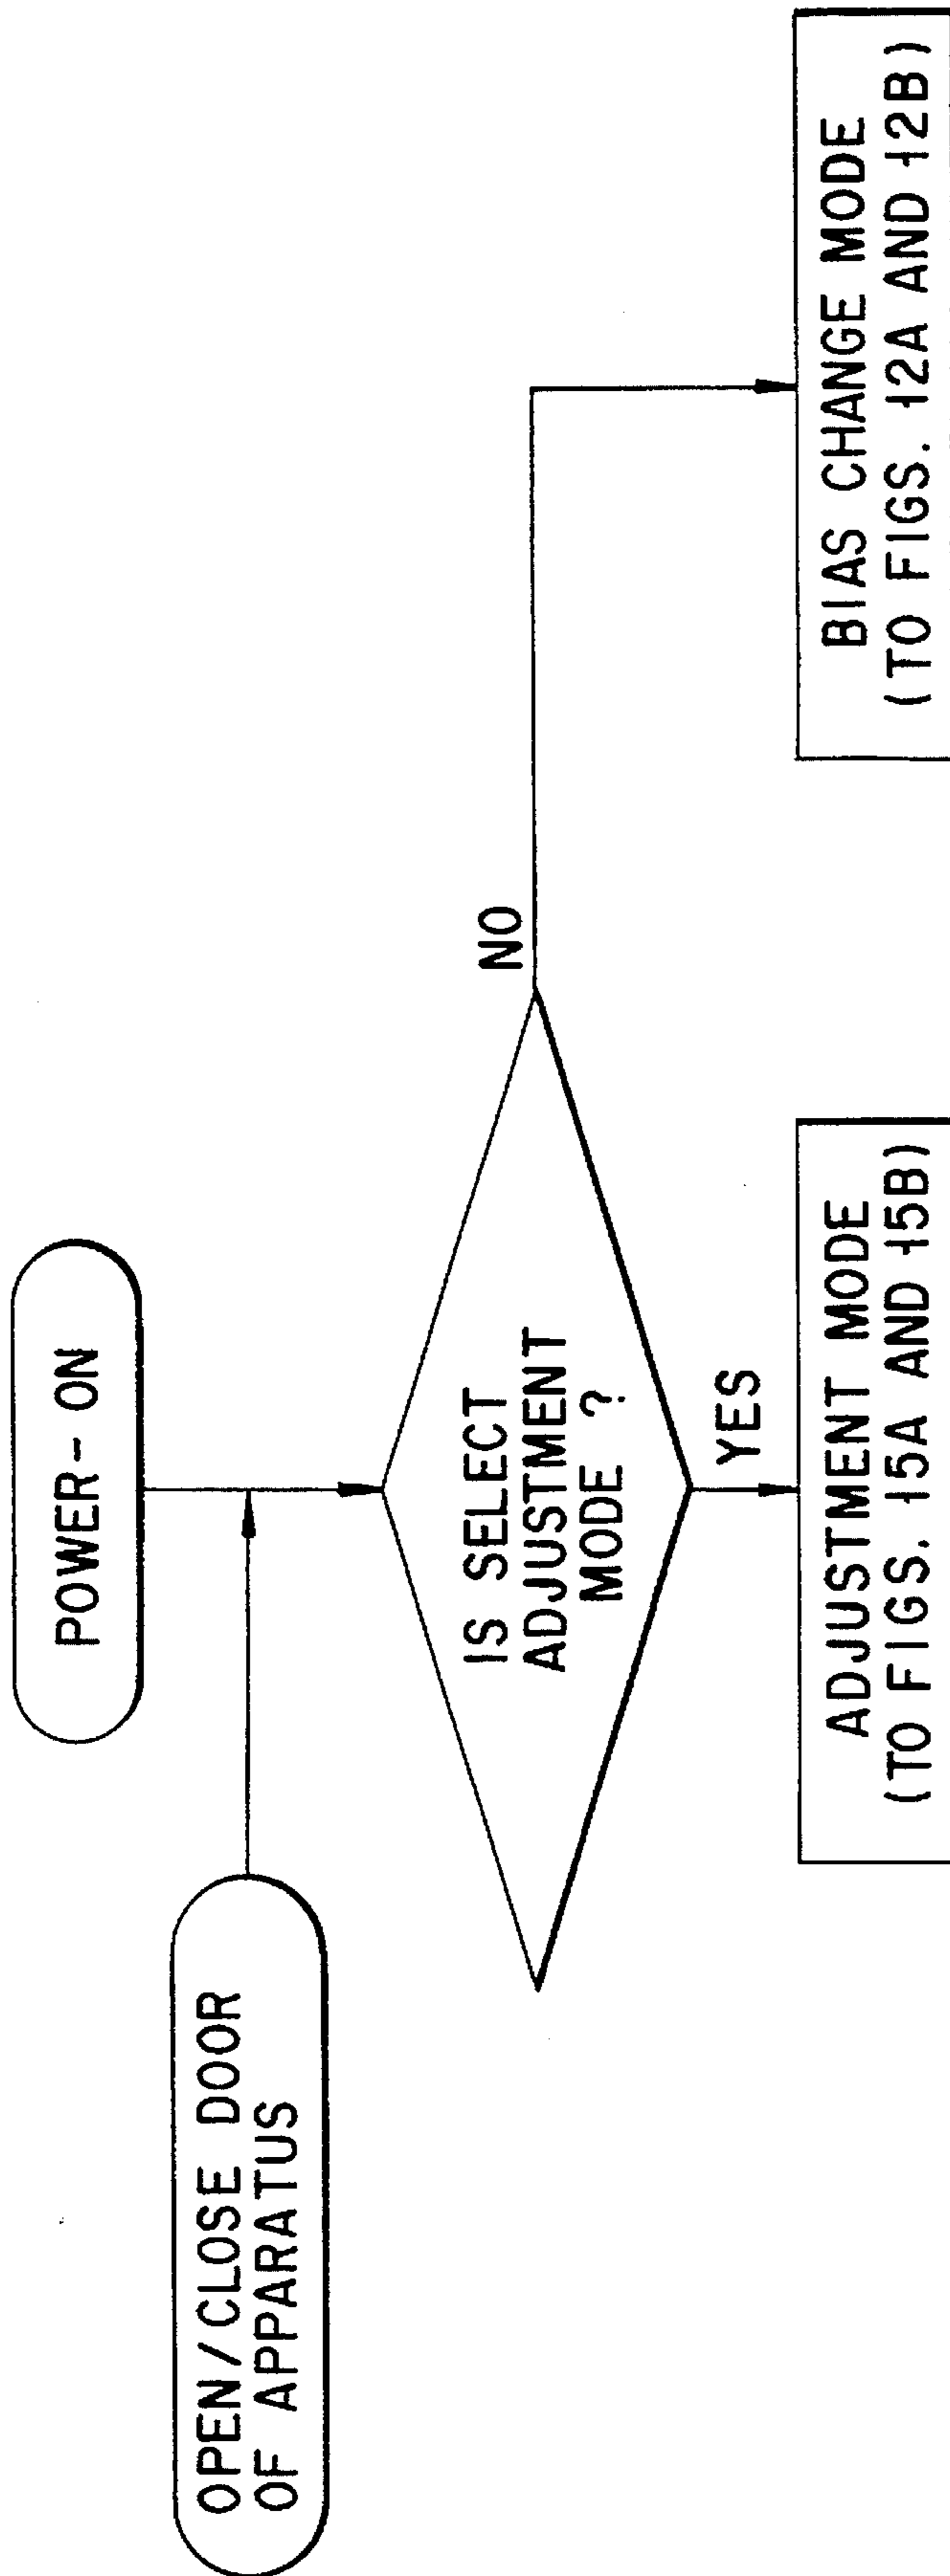 POWER-ON
OPEN/CLOSE DOOR
OF APPARATUS
IS SELECT
ADJUSTMENT
MODE ?
NO
YES
ADJUSTMENT MODE
(TO FIGS. 15A AND 15B)
BIAS CHANGE MODE
(TO FIGS. 12A AND 12B)